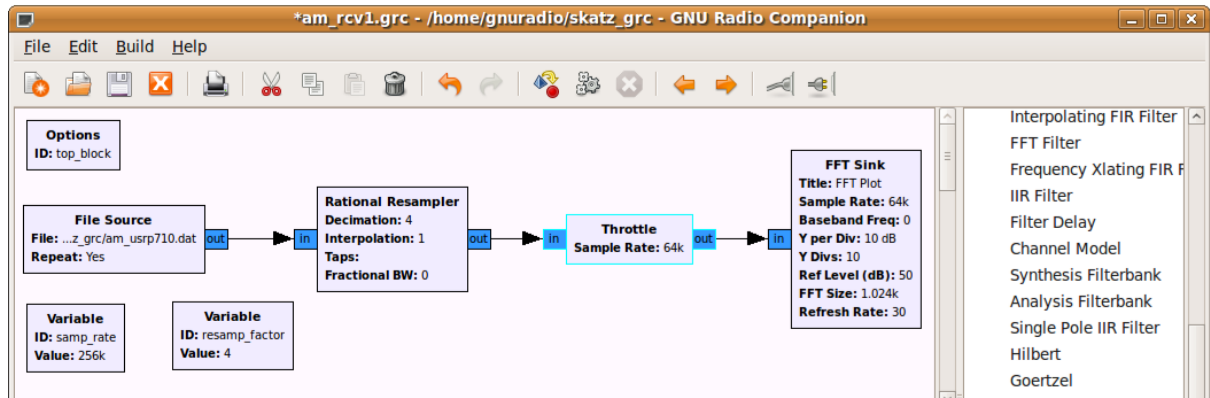 *am_rcv1.grc - /home/gnuradio/skatz_grc - GNU Radio Companion
File Edit Build Help
Options
ID: top_block
File Source
File: ...z_grc/am_usrp710.dat
Repeat: Yes
out
in
Rational Resampler
Decimation: 4
Interpolation: 1
Taps:
Fractional BW: 0
out
in
Throttle
Sample Rate: 64k
out
in
FFT Sink
Title: FFT Plot
Sample Rate: 64k
Baseband Freq: 0
Y per Div: 10 dB
Y Divs: 10
Ref Level (dB): 50
FFT Size: 1.024k
Refresh Rate: 30
Variable
ID: samp_rate
Value: 256k
Variable
ID: resamp_factor
Value: 4
Interpolating FIR Filter
FFT Filter
Frequency Xlating FIR F
IIR Filter
Filter Delay
Channel Model
Synthesis Filterbank
Analysis Filterbank
Single Pole IIR Filter
Hilbert
Goertzel